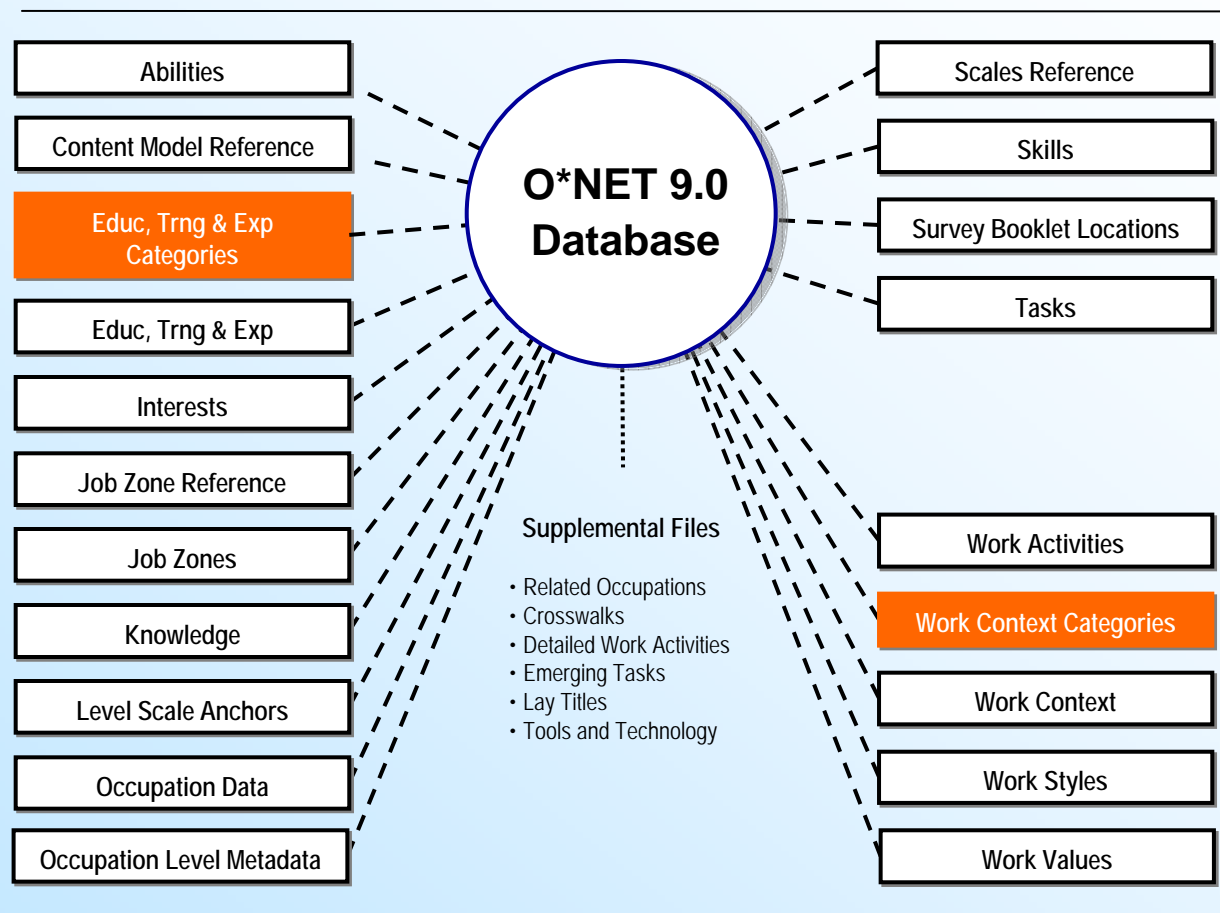 Abilities
Content Model Reference
Educ, Trng & Exp
Categories
Educ, Trng & Exp
Interests
Job Zone Reference
Job Zones
Knowledge
Level Scale Anchors
Occupation Data
Occupation Level Metadata
O*NET 9.0
Database
Supplemental Files
• Related Occupations
• Crosswalks
• Detailed Work Activities
• Emerging Tasks
• Lay Titles
• Tools and Technology
Scales Reference
Skills
Survey Booklet Locations
Tasks
Work Activities
Work Context Categories
Work Context
Work Styles
Work Values